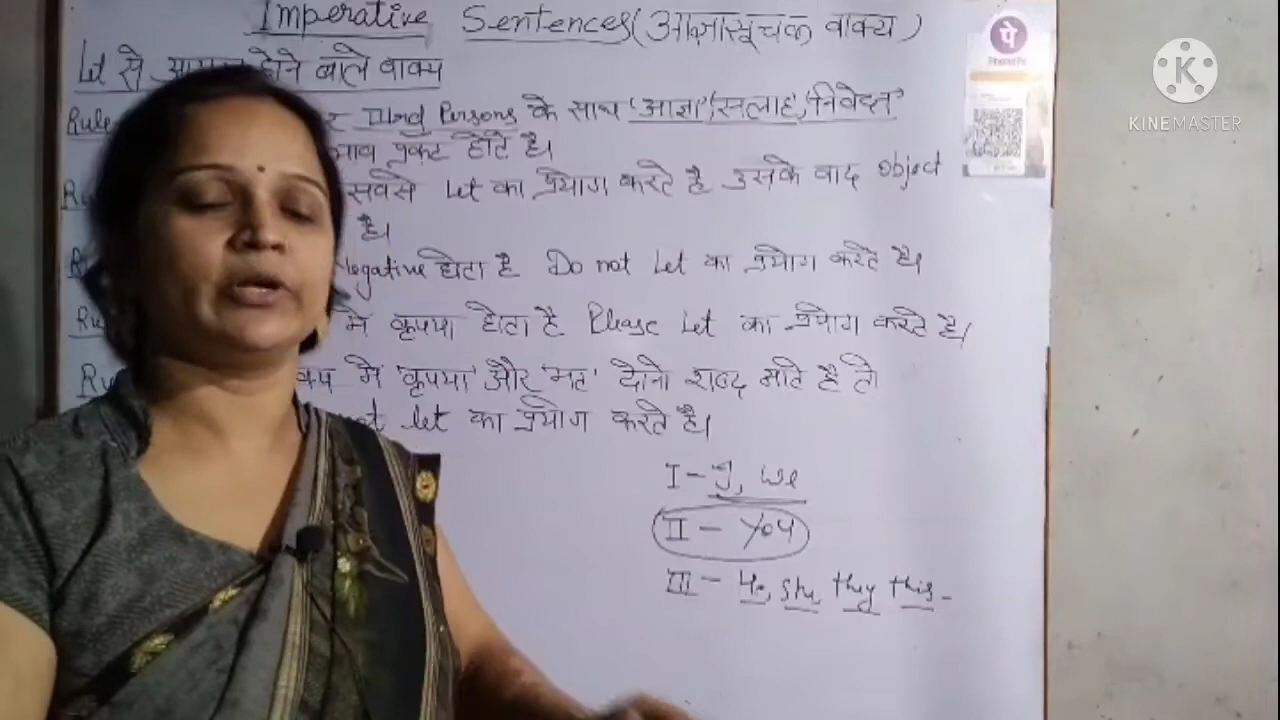 Imperative Sentences (आज्ञासूचक वाक्य)
Let से होने वाले वाक्य
Rule IIIrd Persons के साथ 'आज्ञा', 'सलाह', 'निवेदन'
भाव प्रकट होते है।
सबसे Let का प्रयोग करते है उसके बाद object
है।
Negative होता है Do not Let का प्रयोग करते है।
मे कृपया होता है Please Let का प्रयोग करते है।
मे 'कृपया' और 'मत' दोनो शब्द आते है तो
let का प्रयोग करते है।
I - I, we
II - You
III - He, She, they this -
पे
PhonePe
K
KINEMASTER